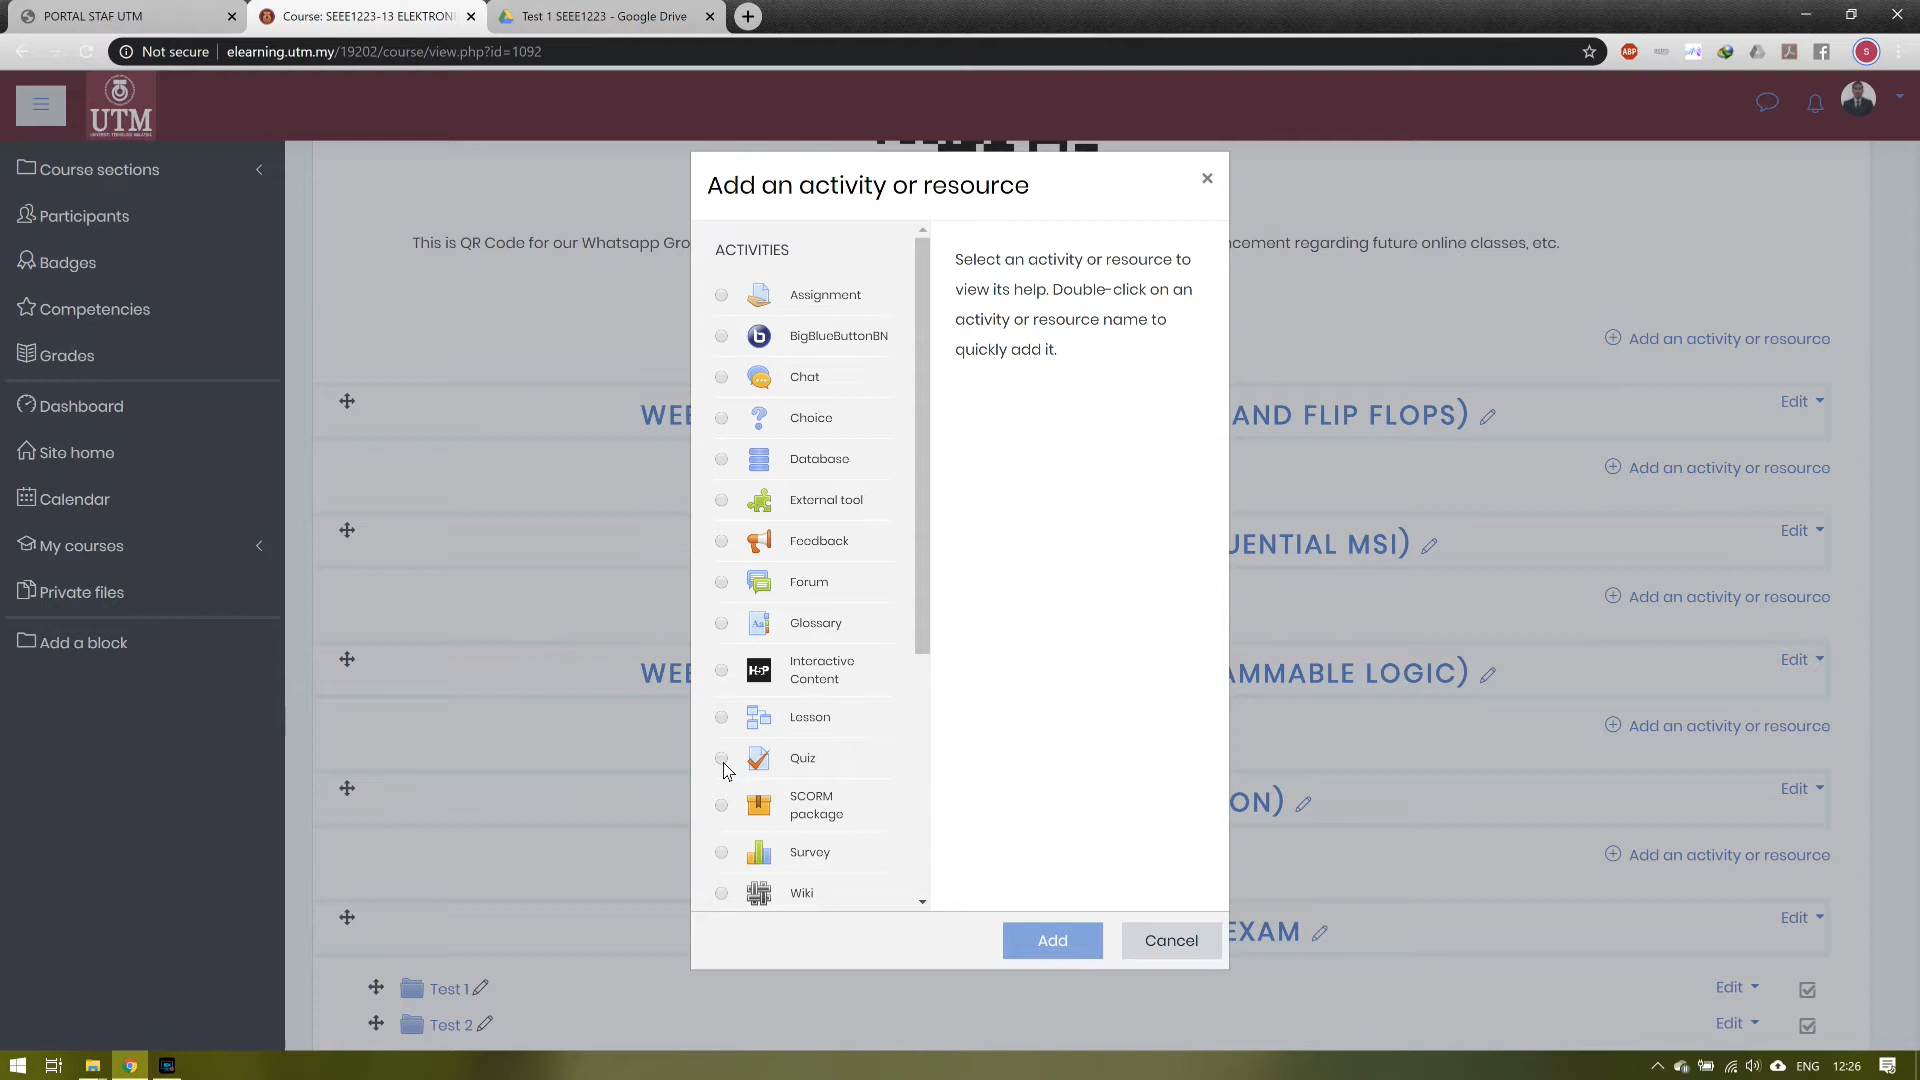 PORTAL STAF UTM
Course: SEEE1223-13 ELEKTRONI
Test 1 SEEE1223 - Google Drive
Not secure
elearning.utm.my/19202/course/view.php?id=1092
ABP
S
UTM
UNIVERSITI TEKNOLOGI MALAYSIA
Course sections
Participants
Badges
Competencies
Grades
Dashboard
Site home
Calendar
My courses
Private files
Add a block
This is QR Code for our Whatsapp Gro
ncement regarding future online classes, etc.
Add an activity or resource
WEE
AND FLIP FLOPS)
Edit
Add an activity or resource
UENTIAL MSI)
Edit
Add an activity or resource
WEE
AMMABLE LOGIC)
Edit
Add an activity or resource
ON)
Edit
Add an activity or resource
EXAM
Edit
Test 1
Edit
Test 2
Edit
Add an activity or resource
×
ACTIVITIES
Assignment
BigBlueButtonBN
Chat
Choice
Database
External tool
Feedback
Forum
Glossary
H5P
Interactive
Content
Lesson
Quiz
SCORM
package
Survey
Wiki
Select an activity or resource to
view its help. Double-click on an
activity or resource name to
quickly add it.
Add
Cancel
ENG
12:26